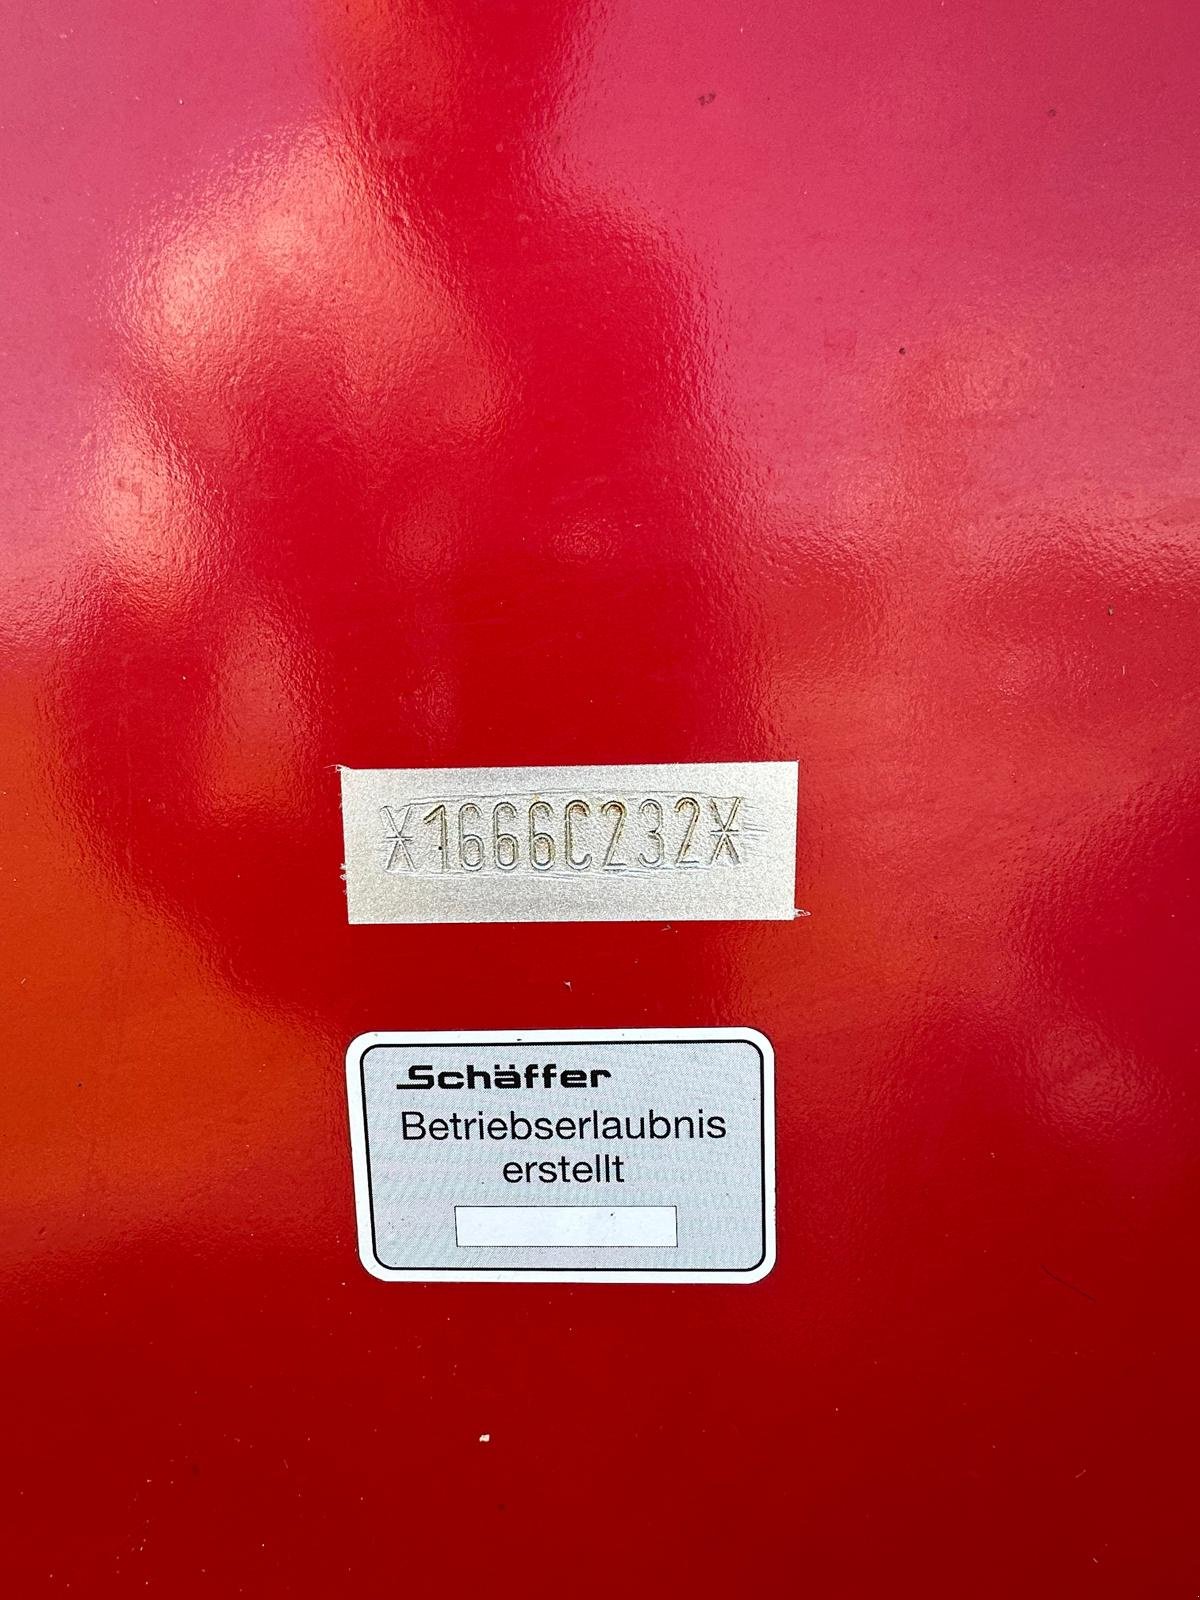 *1666C232*
Schäffer
Betriebserlaubnis
erstellt